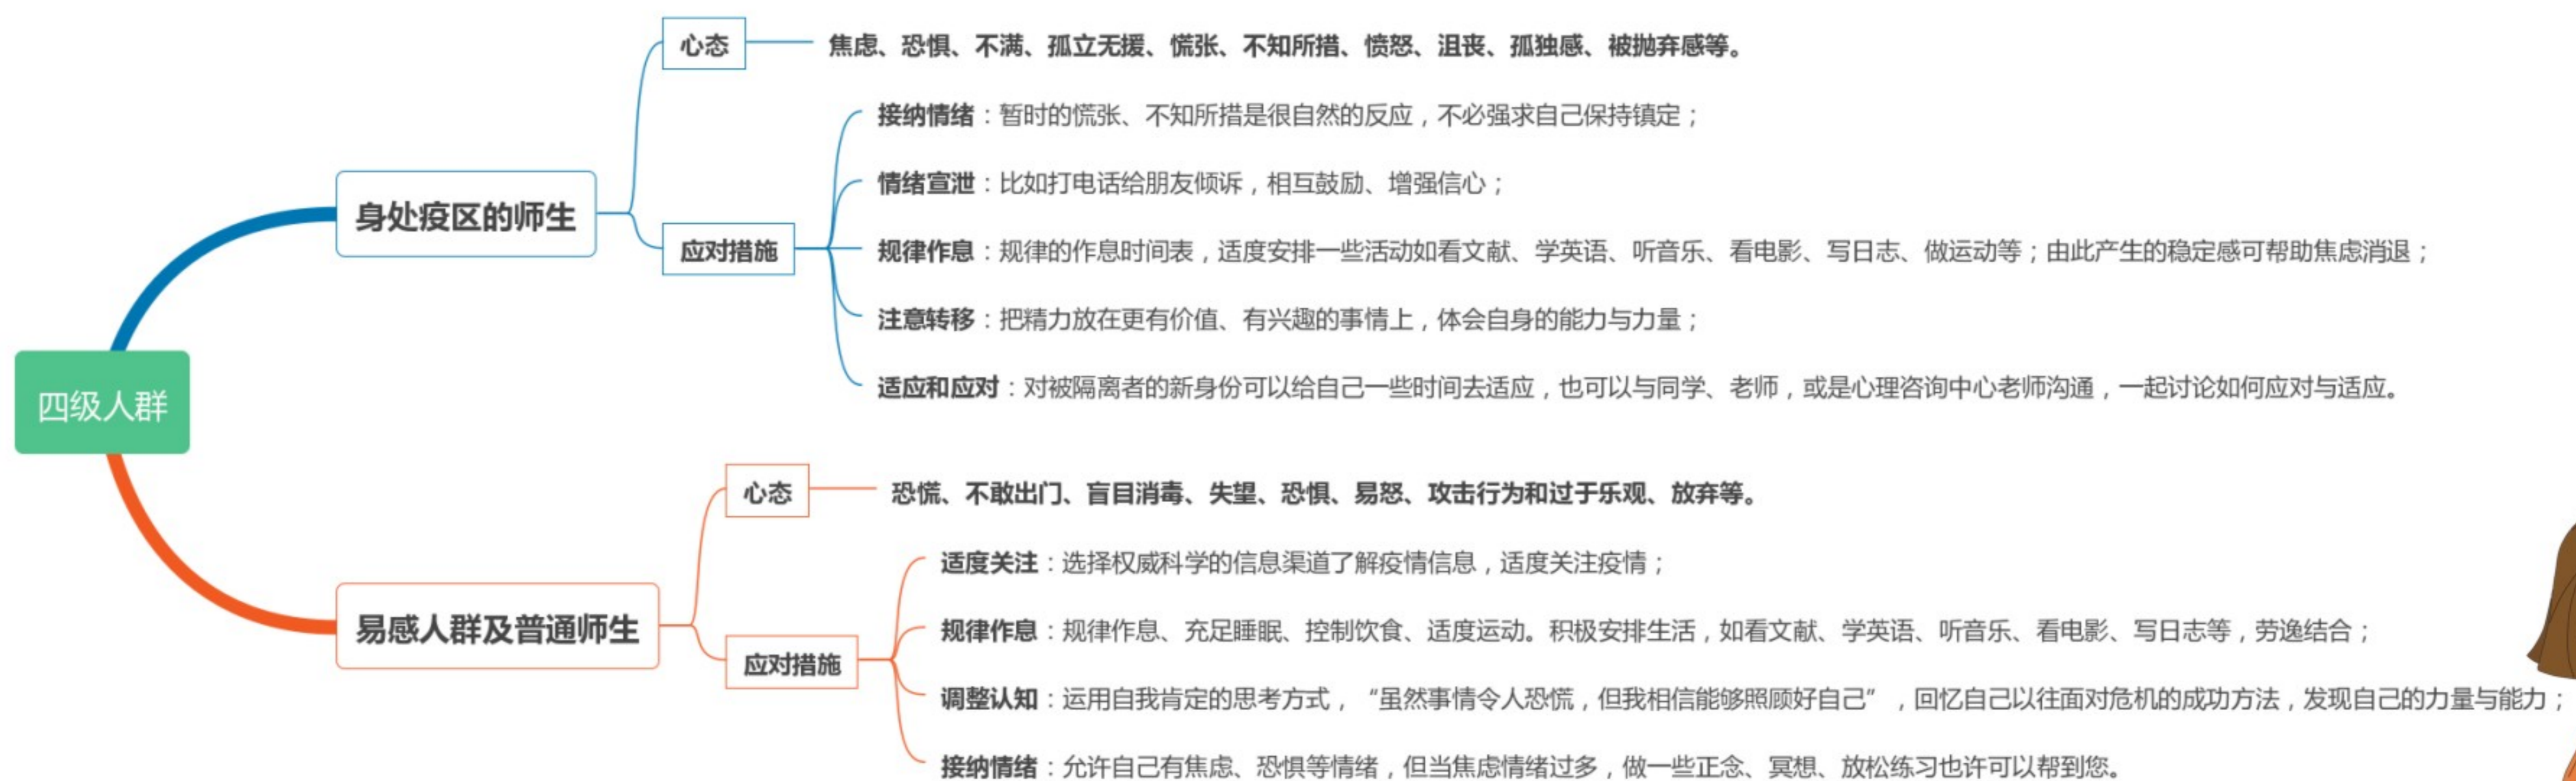 四级人群
身处疫区的师生
心态
焦虑、恐惧、不满、孤立无援、慌张、不知所措、愤怒、沮丧、孤独感、被抛弃感等。
应对措施
接纳情绪：暂时的慌张、不知所措是很自然的反应，不必强求自己保持镇定；
情绪宣泄：比如打电话给朋友倾诉，相互鼓励、增强信心；
规律作息：规律的作息时间表，适度安排一些活动如看文献、学英语、听音乐、看电影、写日志、做运动等；由此产生的稳定感可帮助焦虑消退；
注意转移：把精力放在更有价值、有兴趣的事情上，体会自身的能力与力量；
适应和应对：对被隔离者的新身份可以给自己一些时间去适应，也可以与同学、老师，或是心理咨询中心老师沟通，一起讨论如何应对与适应。
易感人群及普通师生
心态
恐慌、不敢出门、盲目消毒、失望、恐惧、易怒、攻击行为和过于乐观、放弃等。
应对措施
适度关注：选择权威科学的信息渠道了解疫情信息，适度关注疫情；
规律作息：规律作息、充足睡眠、控制饮食、适度运动。积极安排生活，如看文献、学英语、听音乐、看电影、写日志等，劳逸结合；
调整认知：运用自我肯定的思考方式，“虽然事情令人恐慌，但我相信能够照顾好自己”，回忆自己以往面对危机的成功方法，发现自己的力量与能力；
接纳情绪：允许自己有焦虑、恐惧等情绪，但当焦虑情绪过多，做一些正念、冥想、放松练习也许可以帮到您。